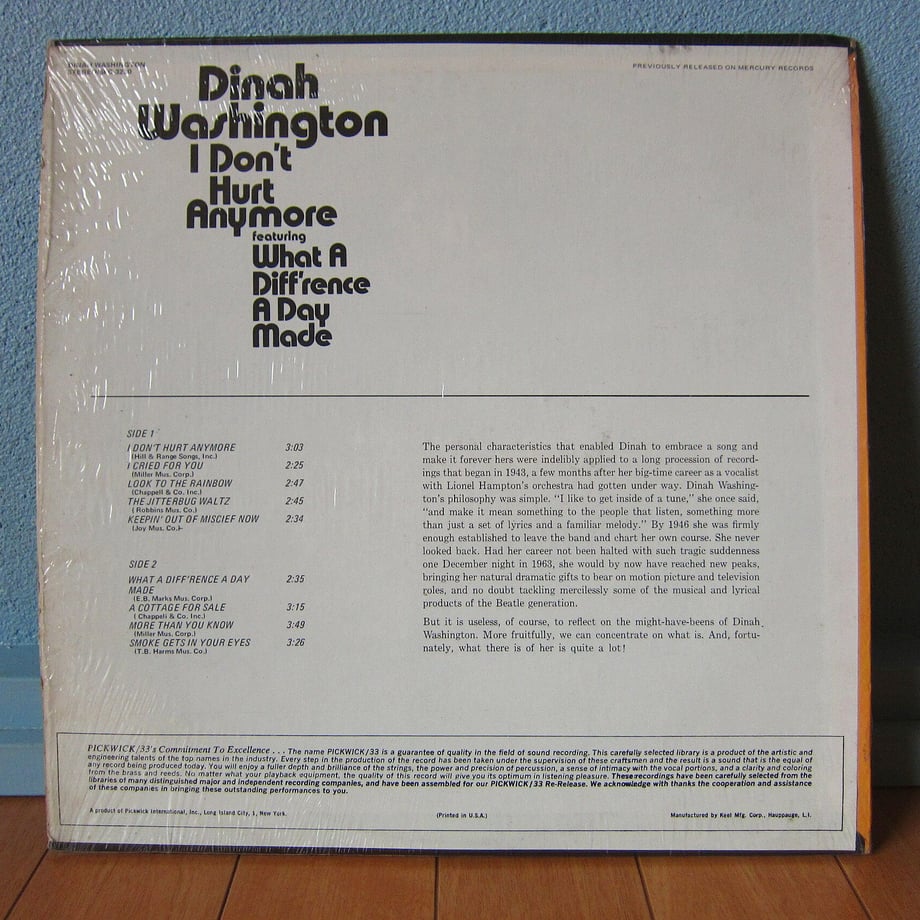 DINAH WASHINGTON
PREVIOUSLY RELEASED ON MERCURY RECORDS
Dinah
Washington
I Don't
Hurt
Anymore
featuring
What A
Diff'rence
A Day
Made
SIDE 1
I DON'T HURT ANYMORE 3:03
(Hill & Range Songs, Inc.)
I CRIED FOR YOU 2:25
(Miller Mus. Corp.)
LOOK TO THE RAINBOW 2:47
(Chappell & Co. Inc.)
THE JITTERBUG WALTZ 2:45
(Robbins Mus. Co.)
KEEPIN' OUT OF MISCIEF NOW 2:34
(Joy Mus. Co.)
SIDE 2
WHAT A DIFF'RENCE A DAY 2:35
MADE
(E.B. Marks Mus. Corp.)
A COTTAGE FOR SALE 3:15
(Chappell & Co. Inc.)
MORE THAN YOU KNOW 3:49
(Miller Mus. Corp.)
SMOKE GETS IN YOUR EYES 3:26
(T.B. Harms Mus. Co.)
The personal characteristics that enabled Dinah to embrace a song and
make it forever hers were indelibly applied to a long procession of record-
ings that began in 1943, a few months after her big-time career as a vocalist
with Lionel Hampton's orchestra had gotten under way. Dinah Washing-
ton's philosophy was simple. "I like to get inside of a tune," she once said,
"and make it mean something to the people that listen, something more
than just a set of lyrics and a familiar melody." By 1946 she was firmly
enough established to leave the band and chart her own course. She never
looked back. Had her career not been halted with such tragic suddenness
one December night in 1963, she would by now have reached new peaks,
bringing her natural dramatic gifts to bear on motion picture and television
roles, and no doubt tackling mercilessly some of the musical and lyrical
products of the Beatle generation.
But it is useless, of course, to reflect on the might-have-beens of Dinah
Washington. More fruitfully, we can concentrate on what is. And, fortu-
nately, what there is of her is quite a lot!
PICKWICK/33's Commitment To Excellence . . . The name PICKWICK/33 is a guarantee of quality in the field of sound recording. This carefully selected library is a product of the artistic and
engineering talents of the top names in the industry. Every step in the production of the record has been taken under the supervision of these craftsmen and the result is a sound that is the equal of
any record being produced today. You will enjoy a fuller depth and brilliance of the strings, the power and precision of percussion, a sense of intimacy with the vocal portions, and a clarity and coloring
from the brass and reeds. No matter what your playback equipment, the quality of this record will give you its optimum in listening pleasure. These recordings have been carefully selected from the
libraries of many distinguished major and independent recording companies, and have been assembled for our PICKWICK/33 Re-Release. We acknowledge with thanks the cooperation and assistance
of these companies in bringing these outstanding performances to you.
A product of Pickwick International, Inc., Long Island City, 1, New York.
(Printed in U.S.A.)
Manufactured by Keel Mfg. Corp., Hauppauge, L.I.